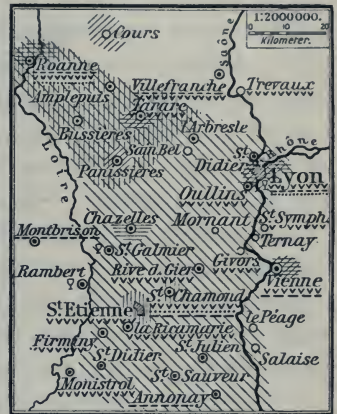 1:2000000.
0 10 20
Kilometer.
Cours
Saône
Roanne
Villefranche
Trevaux
Amplepuis
Tarare
Bussières
l'Arbresle
Sain Bel
Rhône
St
Didier
Panissières
Loire
Lyon
Oullins
Chazelles
Mornant
St Symph.
Montbrison
Ternay
St Galmier
Givors
Rambert
Rive d. Gier
Vienne
St Chamond
St Etienne
le Péage
la Ricamarie
Firminy
St Julien
St Didier
Salaise
St
Sauveur
Monistrol
Annonay